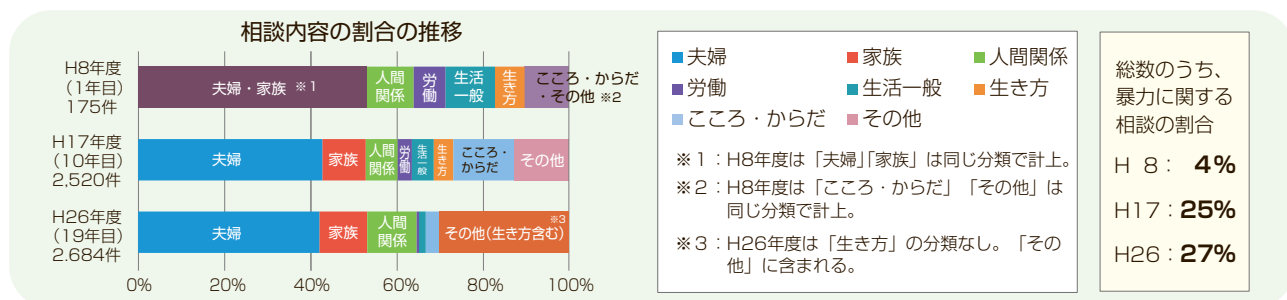 相談内容の割合の推移
H8年度
(1年目)
175件
夫婦・家族 ※1
人間
関係
労
働
生活
一般
生
き
方
こころ・からだ
・その他 ※2
H17年度
(10年目)
2,520件
夫婦
家族
人間
関係
労
働
生
活
一
般
生
き
方
こころ・
からだ
その他
H26年度
(19年目)
2.684件
夫婦
家族
人間
関係
※3
その他(生き方含む)
0% 20% 40% 60% 80% 100%
■夫婦 ■家族 ■人間関係
■労働 ■生活一般 ■生き方
■こころ・からだ ■その他
※1：H8年度は「夫婦」「家族」は同じ分類で計上。
※2：H8年度は「こころ・からだ」「その他」は
同じ分類で計上。
※3：H26年度は「生き方」の分類なし。「その
他」に含まれる。
総数のうち、
暴力に関する
相談の割合
H 8： 4%
H17：25%
H26：27%